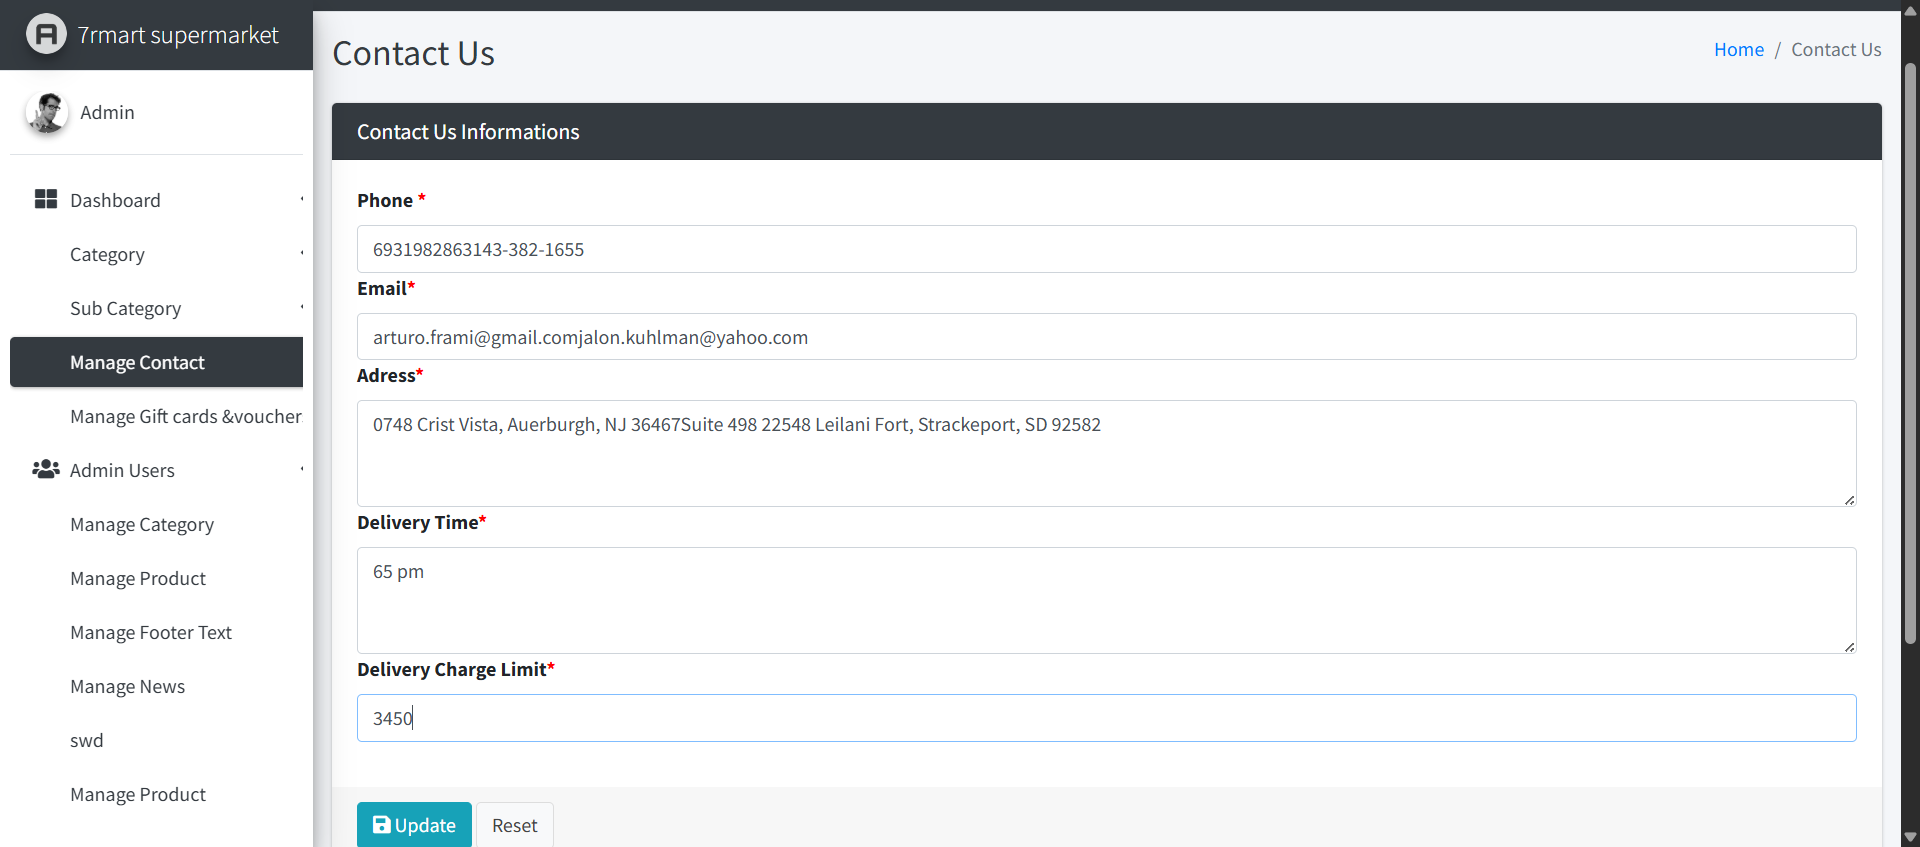 7rmart supermarket
Admin
Dashboard
Category
Sub Category
Manage Contact
Manage Gift cards &voucher
Admin Users
Manage Category
Manage Product
Manage Footer Text
Manage News
swd
Manage Product
Contact Us
Home / Contact Us
Contact Us Informations
Phone *
6931982863143-382-1655
Email*
arturo.frami@gmail.comjalon.kuhlman@yahoo.com
Adress*
0748 Crist Vista, Auerburgh, NJ 36467Suite 498 22548 Leilani Fort, Strackeport, SD 92582
Delivery Time*
65 pm
Delivery Charge Limit*
3450
Update
Reset